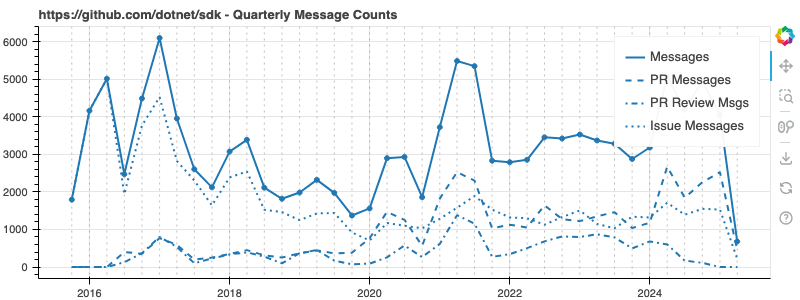 https://github.com/dotnet/sdk - Quarterly Message Counts
6000
5000
4000
3000
2000
1000
0
2016
2018
2020
2022
2024
Messages
PR Messages
PR Review Msgs
Issue Messages